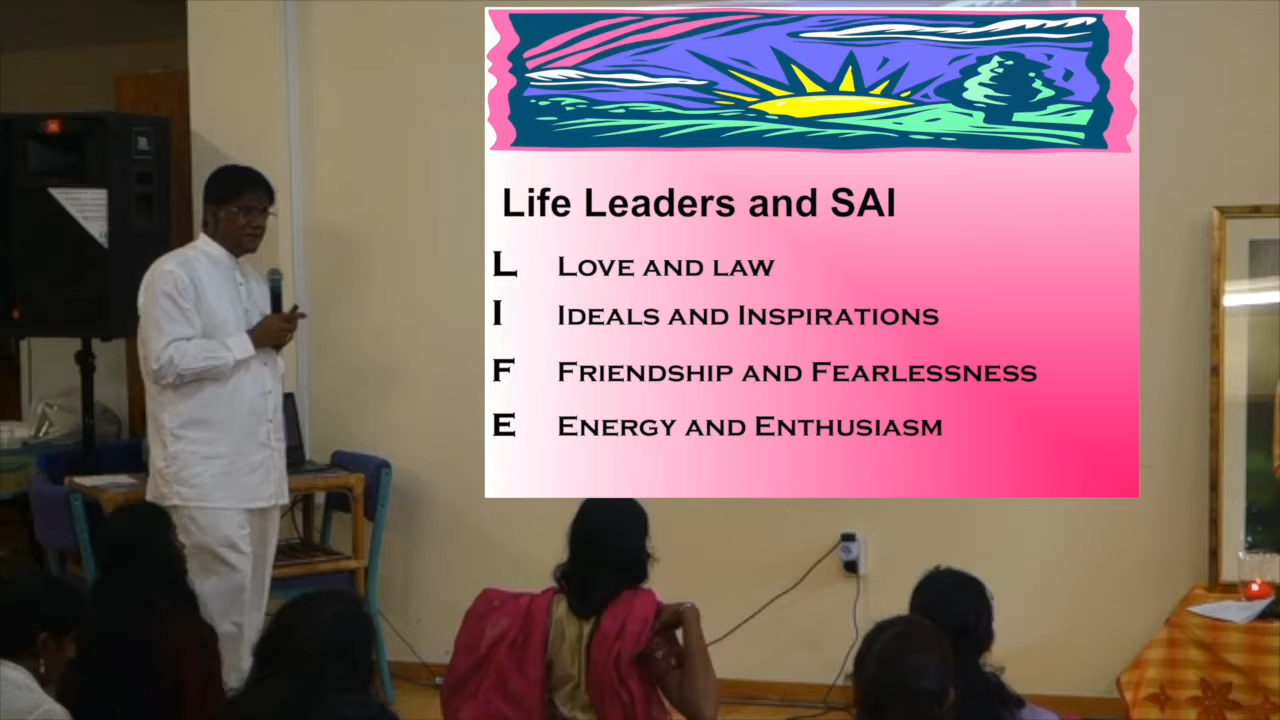 Life Leaders and SAI
L Love and law
I Ideals and Inspirations
F Friendship and Fearlessness
E Energy and Enthusiasm